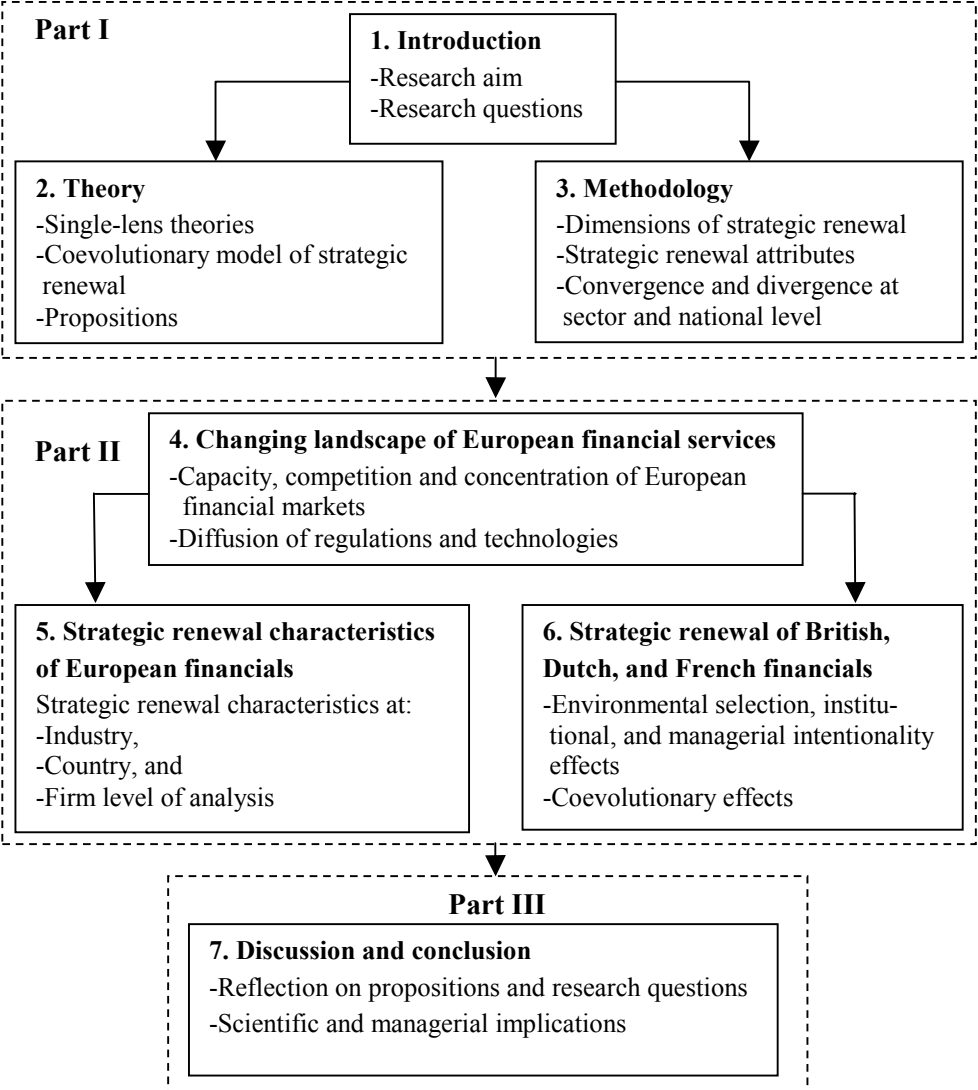 Part I
1. Introduction
-Research aim
-Research questions
2. Theory
-Single-lens theories
-Coevolutionary model of strategic
renewal
-Propositions
3. Methodology
-Dimensions of strategic renewal
-Strategic renewal attributes
-Convergence and divergence at
sector and national level
Part II
4. Changing landscape of European financial services
-Capacity, competition and concentration of European
financial markets
-Diffusion of regulations and technologies
5. Strategic renewal characteristics
of European financials
Strategic renewal characteristics at:
-Industry,
-Country, and
-Firm level of analysis
6. Strategic renewal of British,
Dutch, and French financials
-Environmental selection, institu-
tional, and managerial intentionality
effects
-Coevolutionary effects
Part III
7. Discussion and conclusion
-Reflection on propositions and research questions
-Scientific and managerial implications